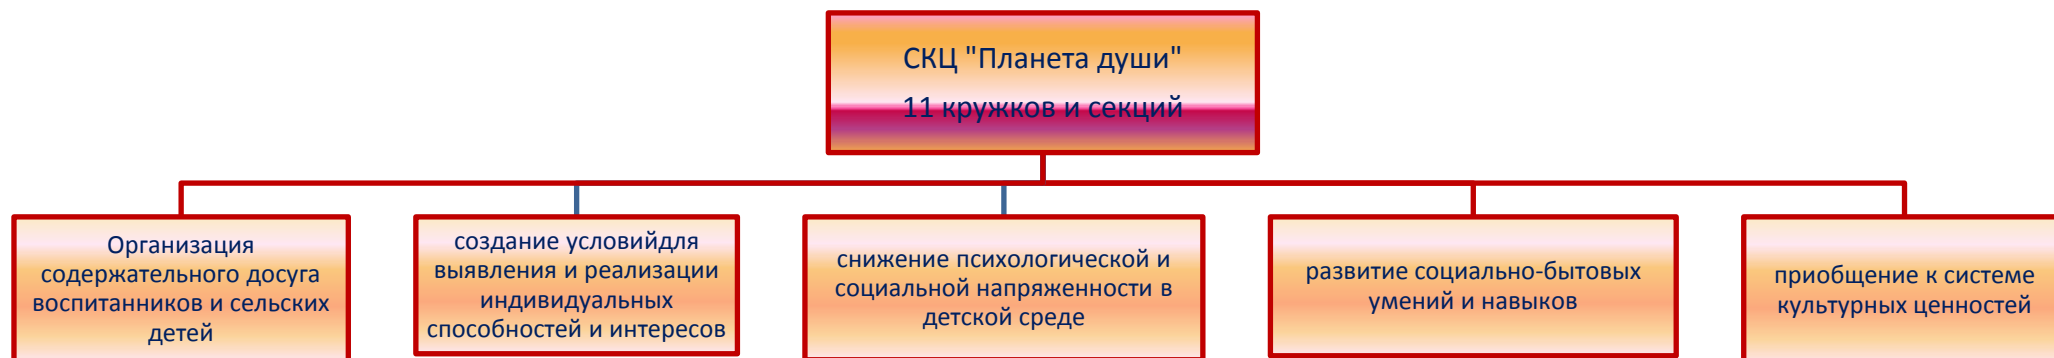 СКЦ "Планета души"
11 кружков и секций
Организация
содержательного досуга
воспитанников и сельских
детей
создание условийдля
выявления и реализации
индивидуальных
способностей и интересов
снижение психологической и
социальной напряженности в
детской среде
развитие социально-бытовых
умений и навыков
приобщение к системе
культурных ценностей